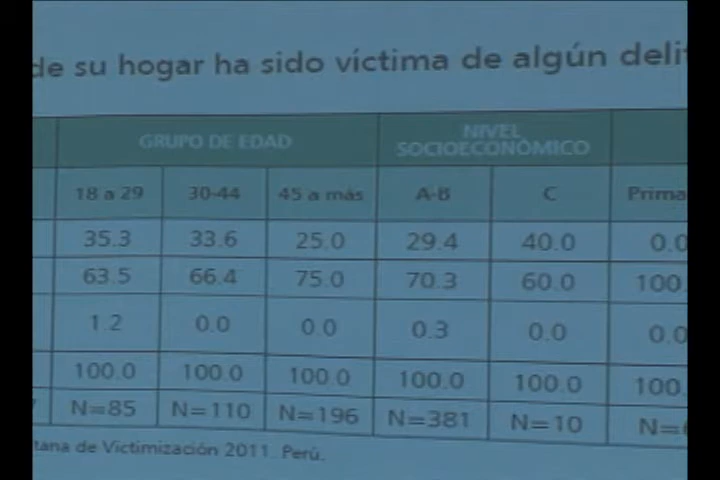 de su hogar ha sido víctima de algún
GRUPO DE EDAD NIVEL SOCIOECONÓMICO
18 a 29 30-44 45 a más A-B C Prima
35.3 33.6 25.0 29.4 40.0 0.0
63.5 66.4 75.0 70.3 60.0 100.
1.2 0.0 0.0 0.3 0.0 0.0
100.0 100.0 100.0 100.0 100.0 100.
N=85 N=110 N=196 N=381 N=10 N=
tana de Victimización 2011. Perú.